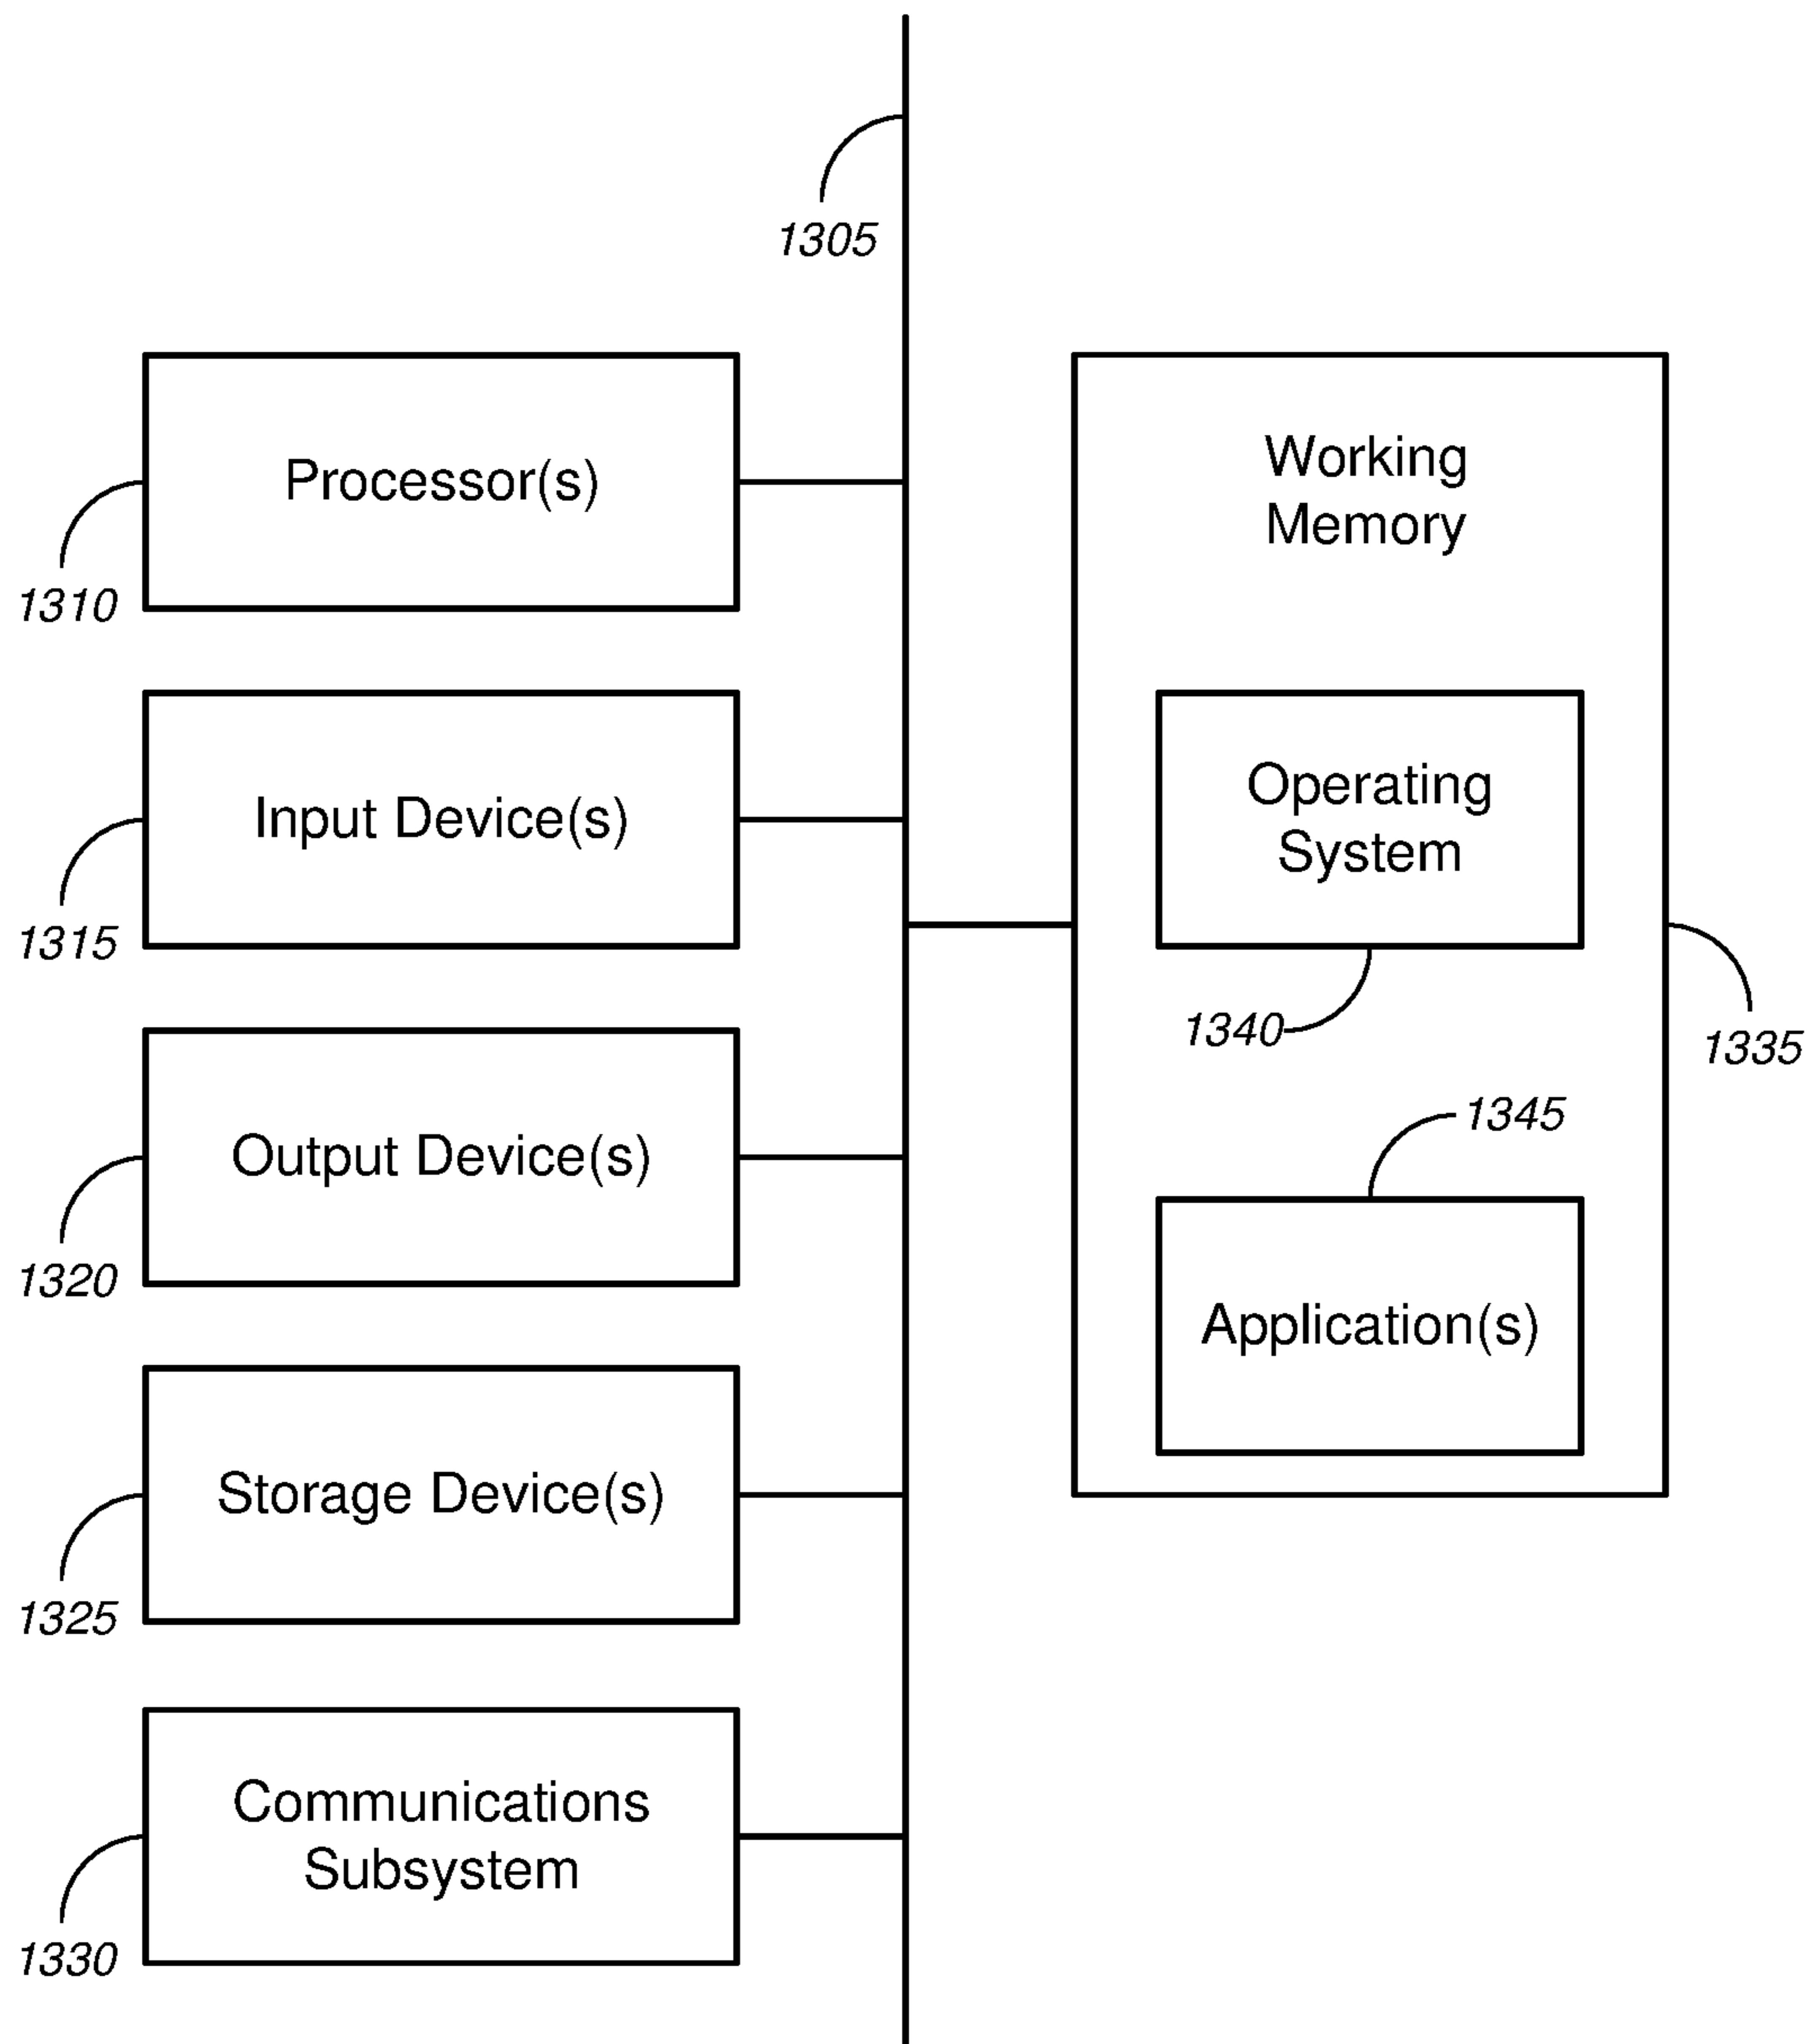 1305
Processor(s)
1310
Input Device(s)
1315
Output Device(s)
1320
Storage Device(s)
1325
Communications
Subsystem
1330
Working
Memory
Operating
System
1340
1335
1345
Application(s)